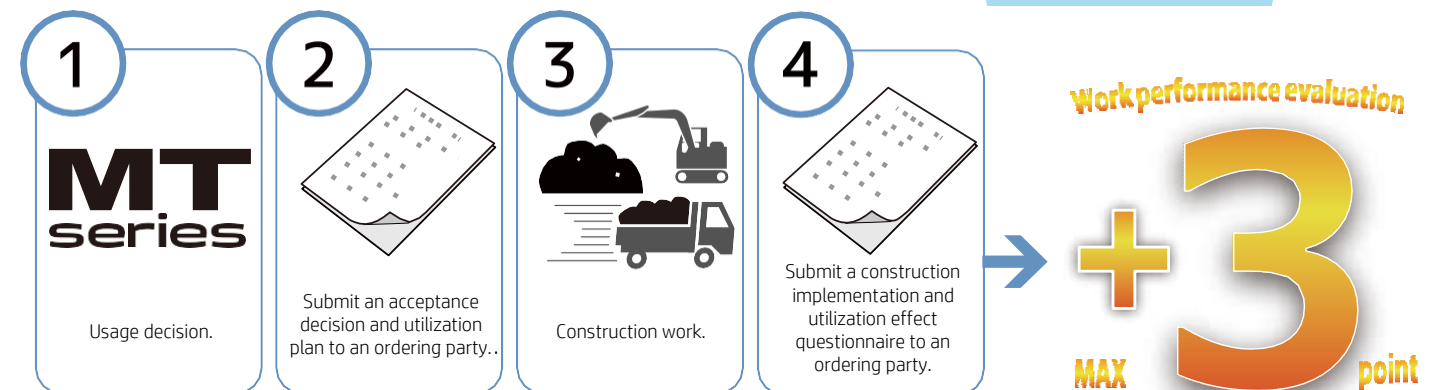 1
MT
series
Usage decision.
2
Submit an acceptance
decision and utilization
plan to an ordering party..
3
Construction work.
4
Submit a construction
implementation and
utilization effect
questionnaire to an
ordering party.
Work performance evaluation
+3
MAX
point